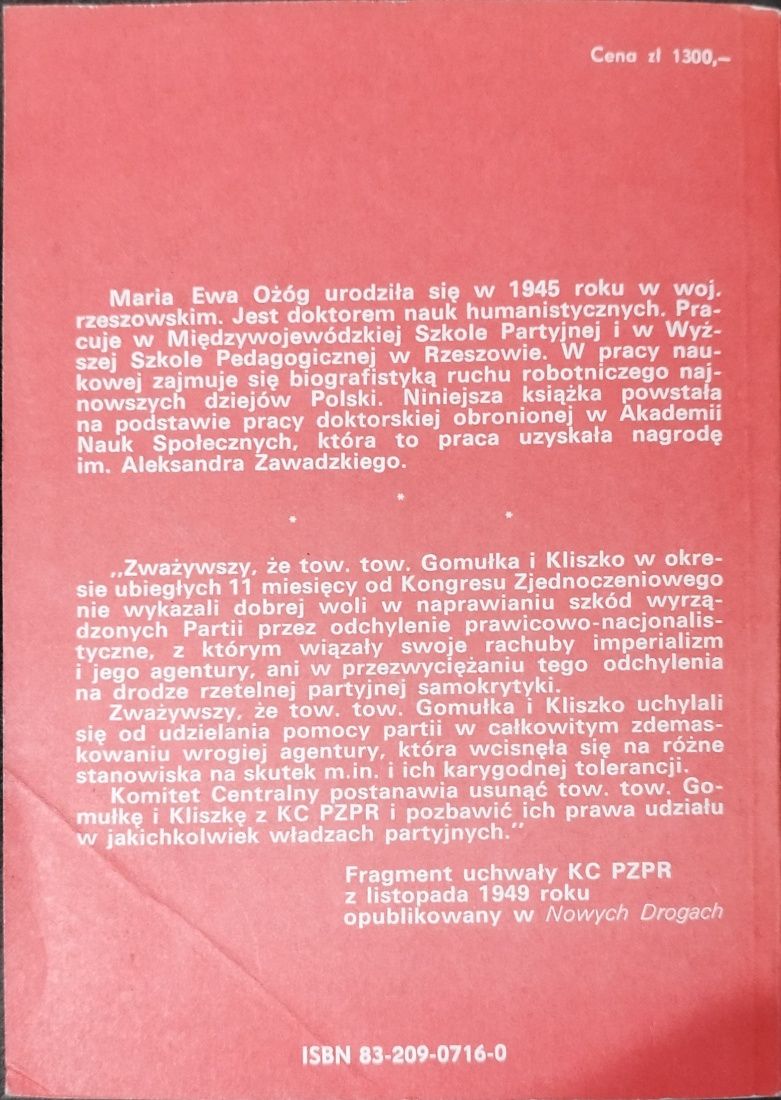 Cena zł 1300,—
Maria Ewa Ożóg urodziła się w 1945 roku w woj.
rzeszowskim. Jest doktorem nauk humanistycznych. Pra-
cuje w Międzywojewódzkiej Szkole Partyjnej i w Wyż-
szej Szkole Pedagogicznej w Rzeszowie. W pracy nau-
kowej zajmuje się biografistyką ruchu robotniczego naj-
nowszych dziejów Polski. Niniejsza książka powstała
na podstawie pracy doktorskiej obronionej w Akademii
Nauk Społecznych, która to praca uzyskała nagrodę
im. Aleksandra Zawadzkiego.
* * *
„Zważywszy, że tow. tow. Gomułka i Kliszko w okre-
sie ubiegłych 11 miesięcy od Kongresu Zjednoczeniowego
nie wykazali dobrej woli w naprawianiu szkód wyrzą-
dzonych Partii przez odchylenie prawicowo-nacjonalis-
tyczne, z którym wiązały swoje rachuby imperializm
i jego agentury, ani w przezwyciężaniu tego odchylenia
na drodze rzetelnej partyjnej samokrytyki.
Zważywszy, że tow. tow. Gomułka i Kliszko uchylali
się od udzielania pomocy partii w całkowitym zdemas-
kowaniu wrogiej agentury, która wcisnęła się na różne
stanowiska na skutek m.in. i ich karygodnej tolerancji.
Komitet Centralny postanawia usunąć tow. tow. Go-
mułkę i Kliszkę z KC PZPR i pozbawić ich prawa udziału
w jakichkolwiek władzach partyjnych."
Fragment uchwały KC PZPR
z listopada 1949 roku
opublikowany w Nowych Drogach
ISBN 83-209-0716-0